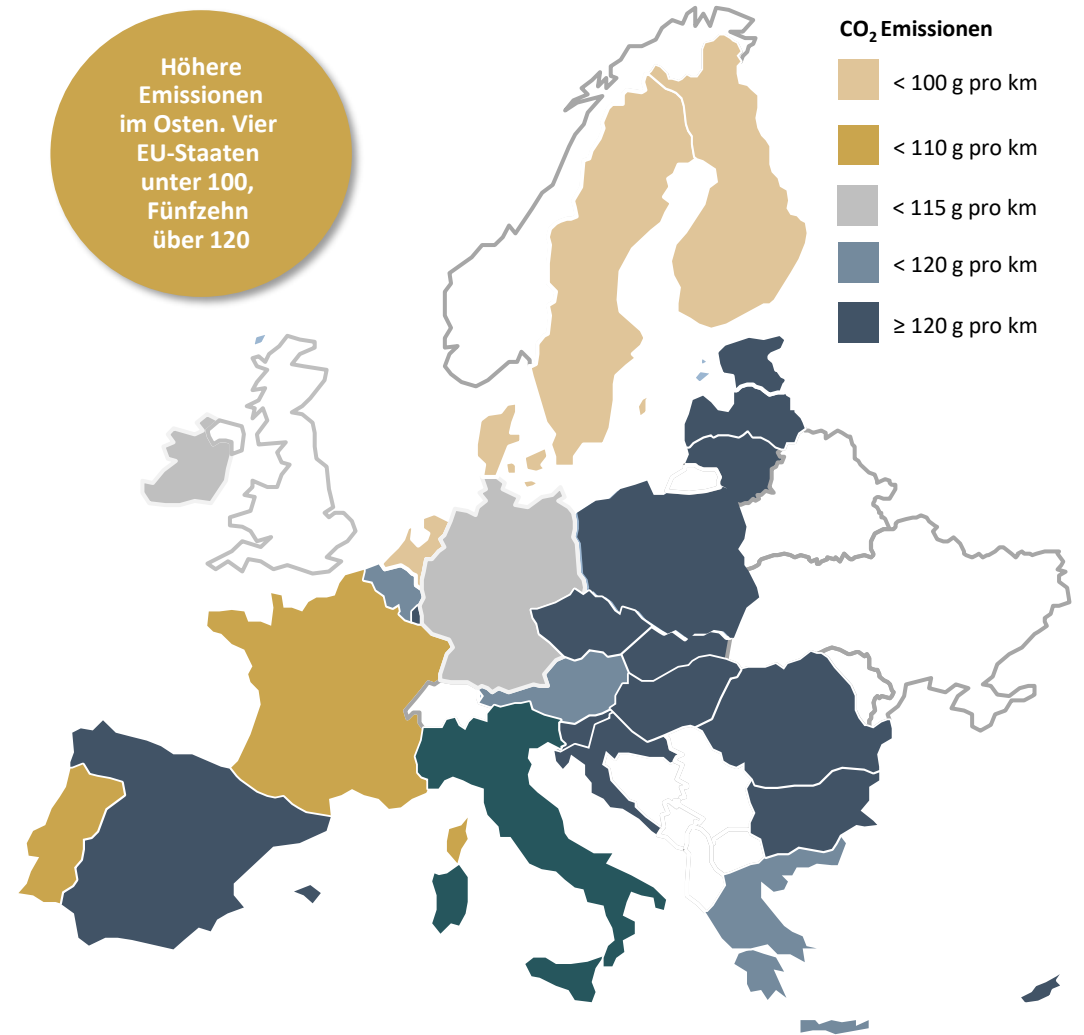 Höhere
Emissionen
im Osten. Vier
EU-Staaten
unter 100,
Fünfzehn
über 120
CO₂ Emissionen
< 100 g pro km
< 110 g pro km
< 115 g pro km
< 120 g pro km
≥ 120 g pro km